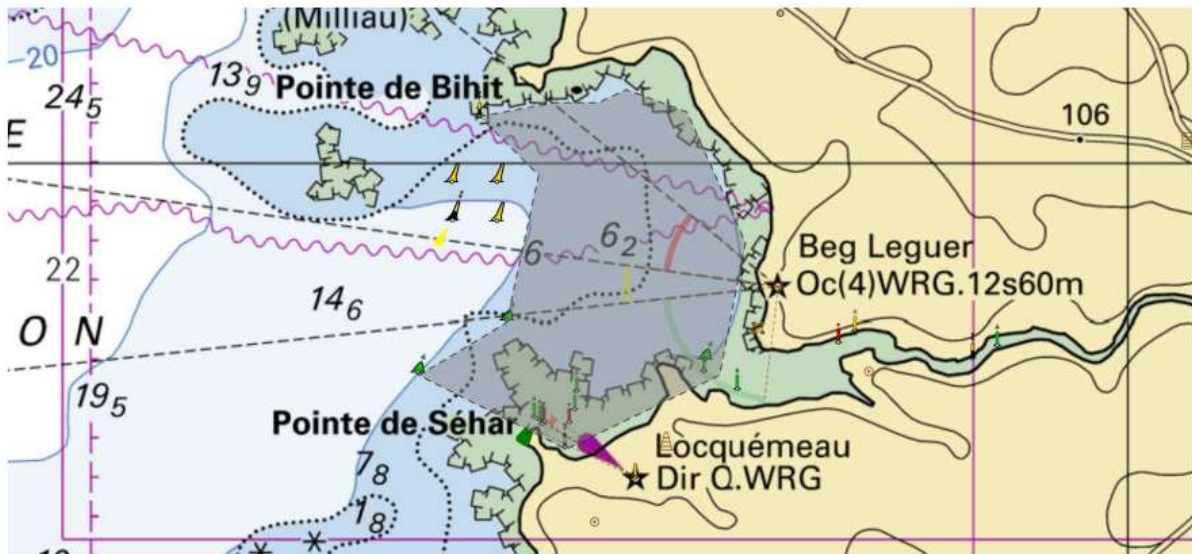 (Milliau)
20
13₉
Pointe de Bihit
24₅
106
E
6₂
6
Beg Leguer
Oc(4)WRG.12s60m
22
14₆
O N
19₅
Pointe de Séhar
Locquémeau
Dir Q.WRG
7₈
1₈